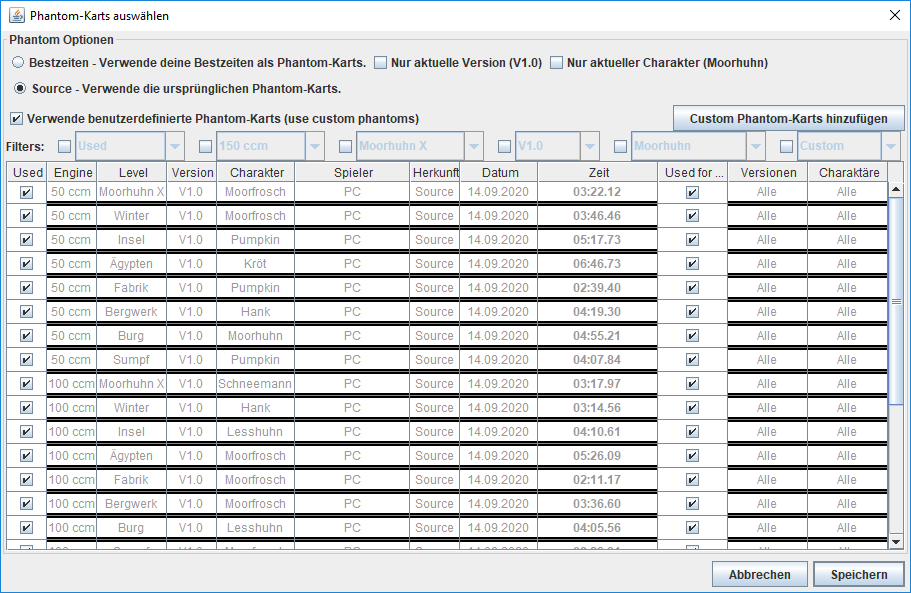 Phantom-Karts auswählen
Phantom Optionen
Bestzeiten - Verwende deine Bestzeiten als Phantom-Karts. Nur aktuelle Version (V1.0) Nur aktueller Charakter (Moorhuhn)
Source - Verwende die ursprünglichen Phantom-Karts.
Verwende benutzerdefinierte Phantom-Karts (use custom phantoms) Custom Phantom-Karts hinzufügen
Filters: Used 150 ccm Moorhuhn X V1.0 Moorhuhn Custom
Used Engine Level Version Charakter Spieler Herkunft Datum Zeit Used for ... Versionen Charaktäre
50 ccm Moorhuhn X V1.0 Moorfrosch PC Source 14.09.2020 03:22.12 Alle Alle
50 ccm Winter V1.0 Moorfrosch PC Source 14.09.2020 03:46.46 Alle Alle
50 ccm Insel V1.0 Pumpkin PC Source 14.09.2020 05:17.73 Alle Alle
50 ccm Ägypten V1.0 Kröt PC Source 14.09.2020 06:46.73 Alle Alle
50 ccm Fabrik V1.0 Pumpkin PC Source 14.09.2020 02:39.40 Alle Alle
50 ccm Bergwerk V1.0 Hank PC Source 14.09.2020 04:19.30 Alle Alle
50 ccm Burg V1.0 Moorhuhn PC Source 14.09.2020 04:55.21 Alle Alle
50 ccm Sumpf V1.0 Pumpkin PC Source 14.09.2020 04:07.84 Alle Alle
100 ccm Moorhuhn X V1.0 Schneemann PC Source 14.09.2020 03:17.97 Alle Alle
100 ccm Winter V1.0 Hank PC Source 14.09.2020 03:14.56 Alle Alle
100 ccm Insel V1.0 Lesshuhn PC Source 14.09.2020 04:10.61 Alle Alle
100 ccm Ägypten V1.0 Moorfrosch PC Source 14.09.2020 05:26.09 Alle Alle
100 ccm Fabrik V1.0 Moorfrosch PC Source 14.09.2020 02:11.17 Alle Alle
100 ccm Bergwerk V1.0 Moorfrosch PC Source 14.09.2020 03:36.60 Alle Alle
100 ccm Burg V1.0 Lesshuhn PC Source 14.09.2020 04:05.56 Alle Alle
Abbrechen Speichern